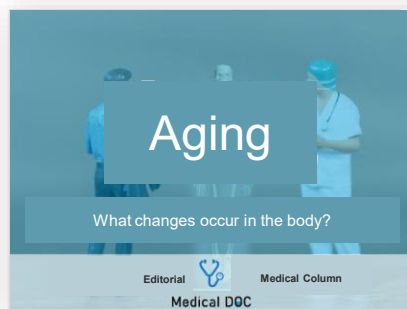 Aging
What changes occur in the body?
Editorial Medical Column
Medical DOC